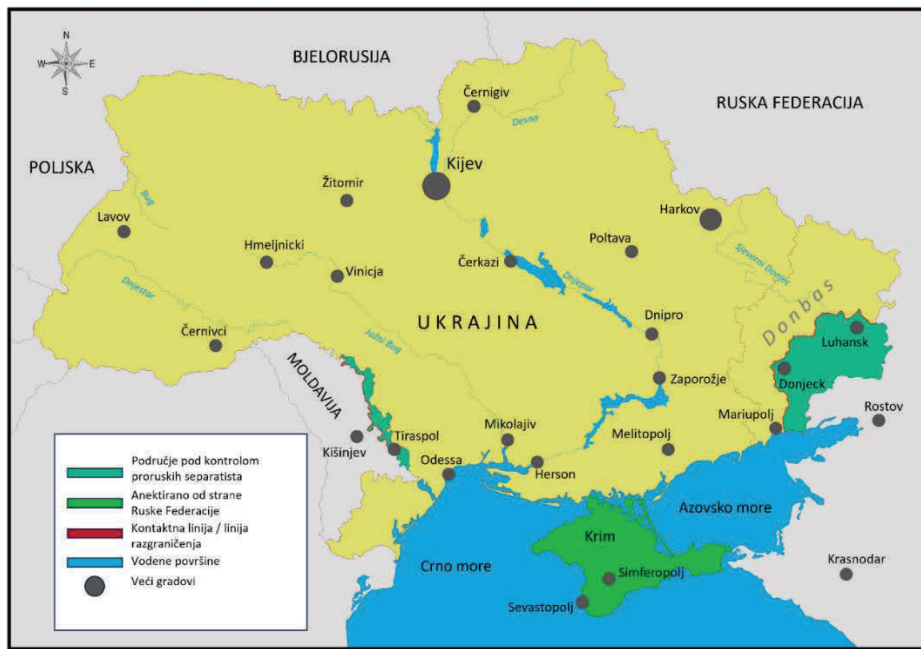 N
W E
S
BJELORUSIJA
RUSKA FEDERACIJA
POLJSKA
Černigiv
Desna
Kijev
Žitomir
Bug
Lavov
Harkov
Poltava
Hmeljnicki
Vinicja
Čerkazi
Sjeverni Donjec
Dnjepar
Dnjestar
Donbas
UKRAJINA
Dnipro
Luhansk
Černivci
Južni Bug
Donjeck
Zaporožje
MOLDAVIJA
Rostov
Mariupolj
Mikolajiv
Melitopolj
Kišinjev
Tiraspol
Odessa
Herson
Područje pod kontrolom
proruskih separatista
Anektirano od strane
Ruske Federacije
Kontaktna linija / linija
razgraničenja
Vodene površine
Veći gradovi
Azovsko more
Krim
Crno more
Simferopolj
Krasnodar
Sevastopolj